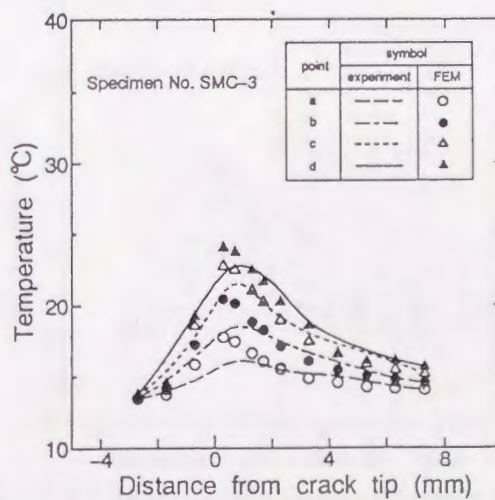 40
30
20
10
Temperature (°C)
Specimen No. SMC-3
point symbol
experiment FEM
a
b
c
d
-4 0 4 8
Distance from crack tip (mm)